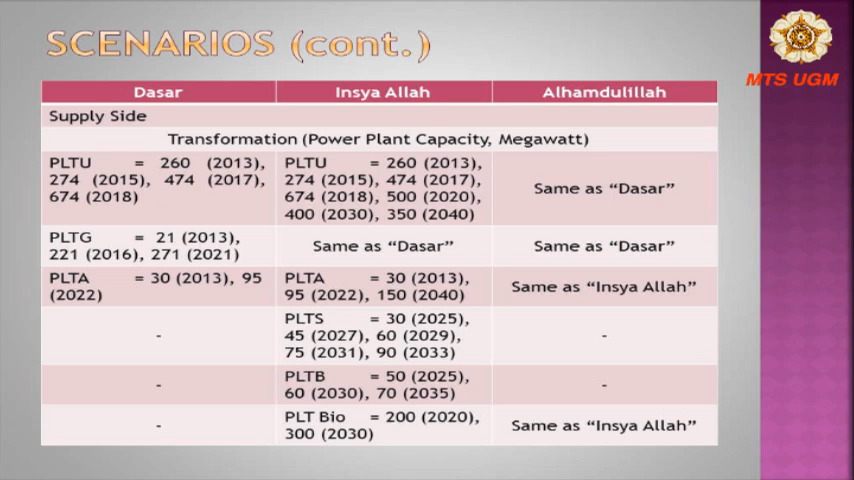 SCENARIOS (cont.)
MTS UGM
Dasar
Insya Allah
Alhamdulillah
Supply Side
Transformation (Power Plant Capacity, Megawatt)
PLTU = 260 (2013),
274 (2015), 474 (2017),
674 (2018)
PLTU = 260 (2013),
274 (2015), 474 (2017),
674 (2018), 500 (2020),
400 (2030), 350 (2040)
Same as “Dasar”
PLTG = 21 (2013),
221 (2016), 271 (2021)
Same as “Dasar”
Same as “Dasar”
PLTA = 30 (2013), 95
(2022)
PLTA = 30 (2013),
95 (2022), 150 (2040)
Same as “Insya Allah”
-
PLTS = 30 (2025),
45 (2027), 60 (2029),
75 (2031), 90 (2033)
-
-
PLTB = 50 (2025),
60 (2030), 70 (2035)
-
-
PLT Bio = 200 (2020),
300 (2030)
Same as “Insya Allah”